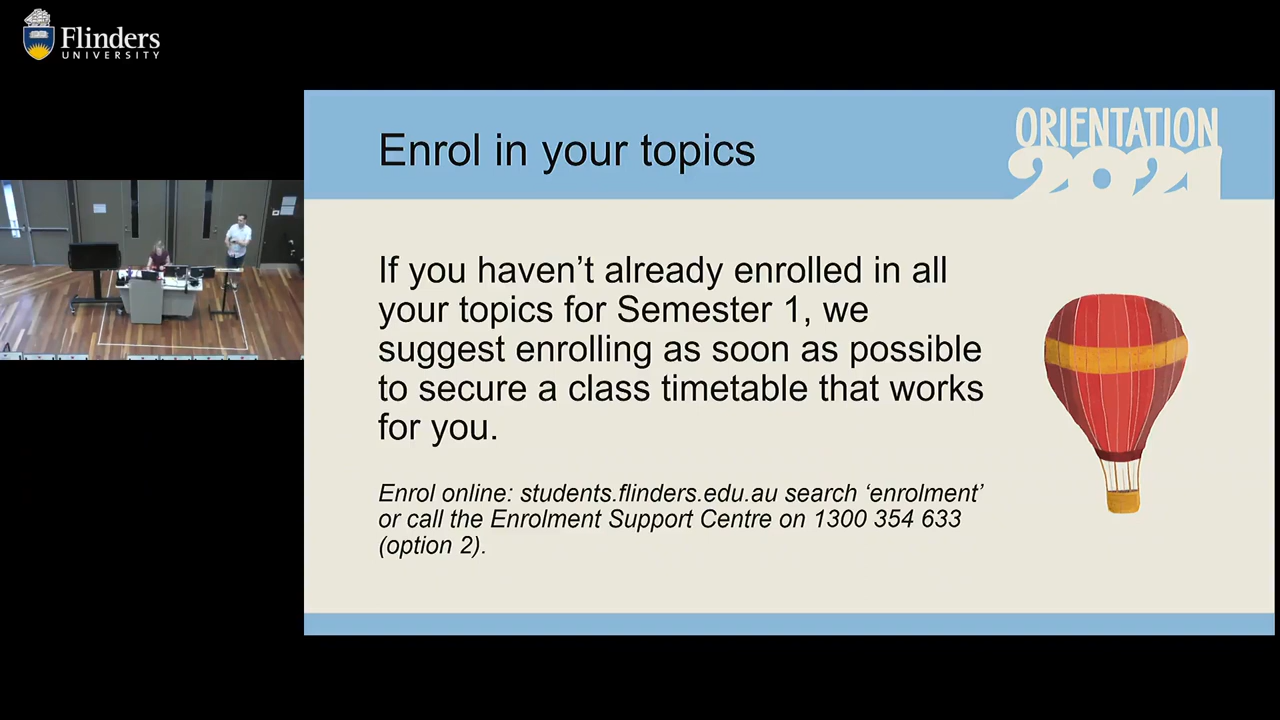 Flinders
UNIVERSITY
Enrol in your topics
ORIENTATION
2021
If you haven’t already enrolled in all
your topics for Semester 1, we
suggest enrolling as soon as possible
to secure a class timetable that works
for you.
Enrol online: students.flinders.edu.au search ‘enrolment’
or call the Enrolment Support Centre on 1300 354 633
(option 2).